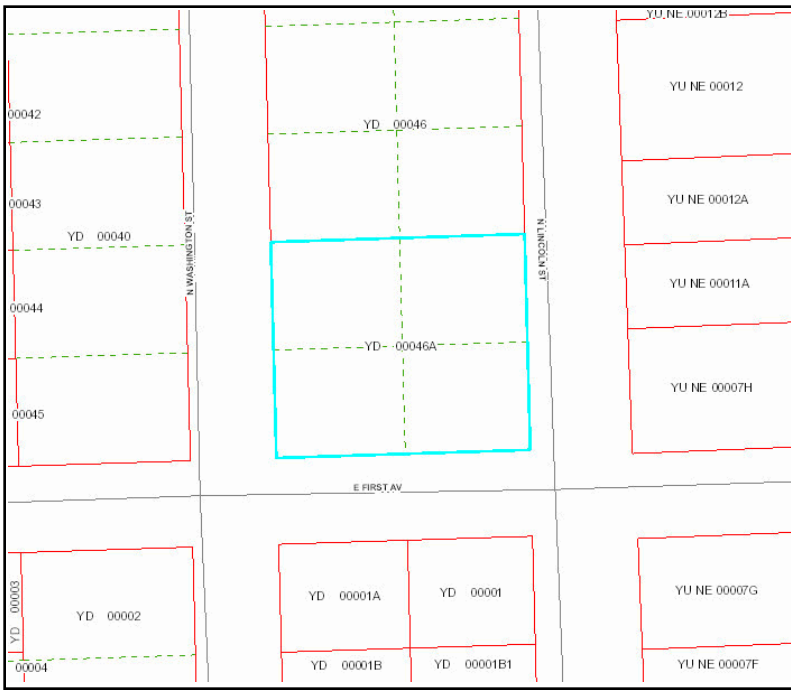 YU NE 00012B
YU NE 00012
00042
YD 00046
YU NE 00012A
00043
YD 00040
N WASHINGTON ST
N LINCOLN ST
YU NE 00011A
00044
YD 00046A
YU NE 00007H
00045
E FIRST AV
YD 00003
YD 00002
YD 00001A
YD 00001
YU NE 00007G
00004
YD 00001B
YD 00001B1
YU NE 00007F